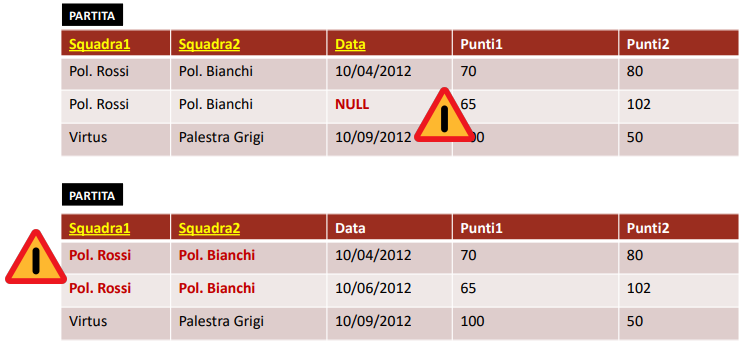 PARTITA
Squadra1 Squadra2 Data Punti1 Punti2
Pol. Rossi Pol. Bianchi 10/04/2012 70 80
Pol. Rossi Pol. Bianchi NULL 65 102
Virtus Palestra Grigi 10/09/2012 100 50
PARTITA
Squadra1 Squadra2 Data Punti1 Punti2
Pol. Rossi Pol. Bianchi 10/04/2012 70 80
Pol. Rossi Pol. Bianchi 10/06/2012 65 102
Virtus Palestra Grigi 10/09/2012 100 50